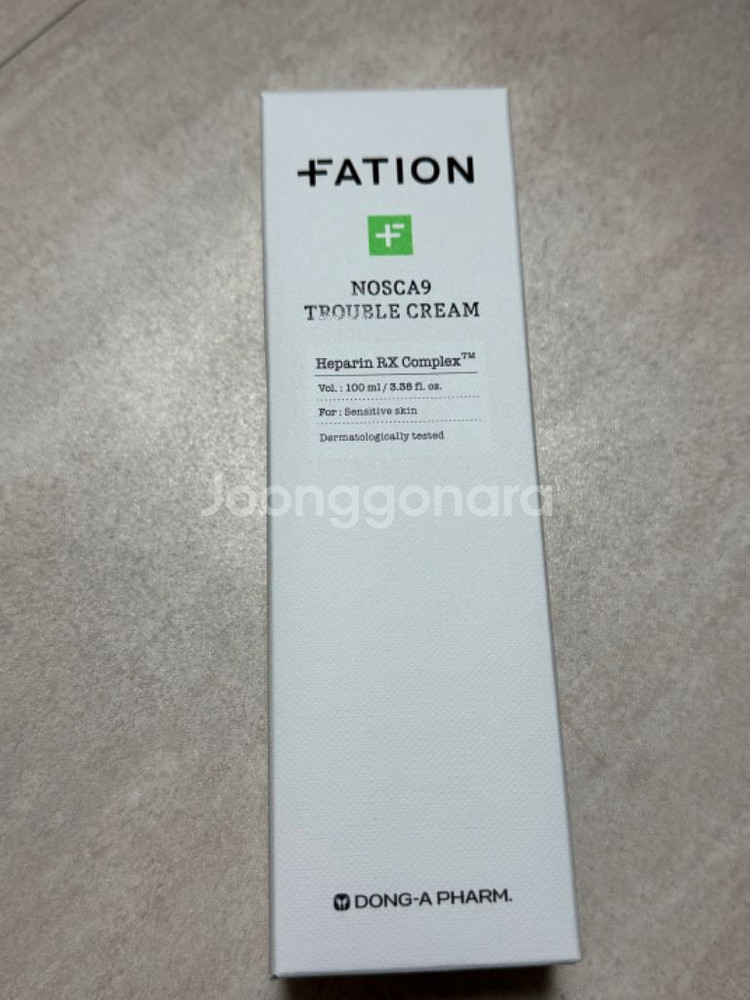 FATION
NOSCA9
TROUBLE CREAM
Heparin RX Complex™
Vol. : 100 ml / 3.38 fl. oz.
For : Sensitive skin
Dermatologically tested
Joonggonara
DONG-A PHARM.